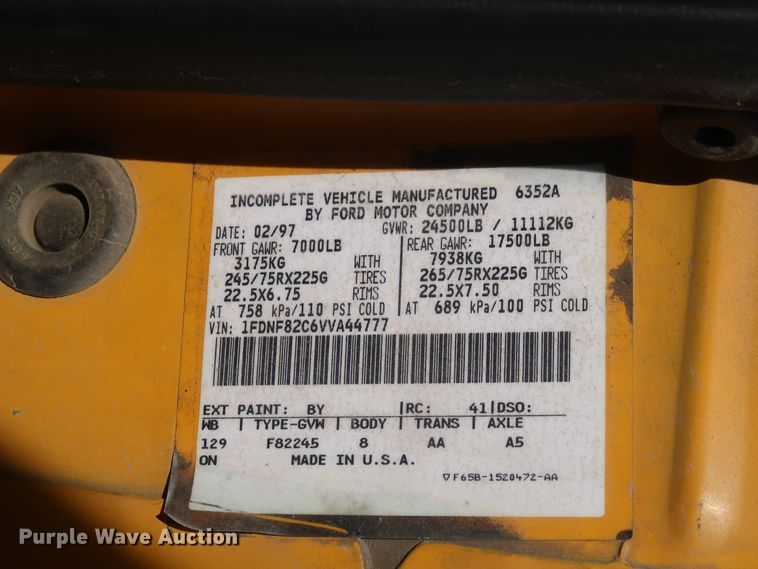 INCOMPLETE VEHICLE MANUFACTURED 6352A
BY FORD MOTOR COMPANY
DATE: 02/97 GVWR: 24500LB / 11112KG
FRONT GAWR: 7000LB REAR GAWR: 17500LB
3175KG WITH 7938KG WITH
245/75RX225G TIRES 265/75RX225G TIRES
22.5X6.75 RIMS 22.5X7.50 RIMS
AT 758 kPa/110 PSI COLD AT 689 kPa/100 PSI COLD
VIN: 1FDNF82C6VVA44777
EXT PAINT: BY |RC: 41|DSO:
WB | TYPE-GVW | BODY | TRANS | AXLE
129 F82245 8 AA A5
ON MADE IN U.S.A.
▽F65B-1520472-AA
Purple Wave Auction